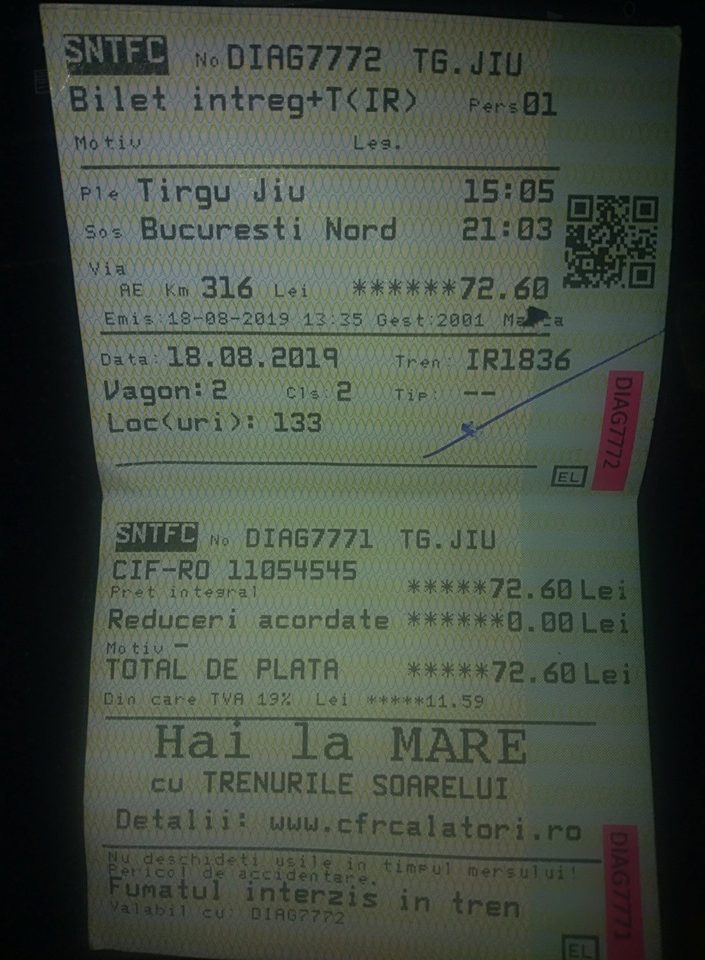 SNTFC No DIAG7772 TG.JIU
Bilet intreg+T(IR) Pers 01
Motiv Leg.
Ple Tirgu Jiu 15:05
Sos Bucuresti Nord 21:03
Via
AE Km 316 Lei ******72.60
Emis:18-08-2019 13:35 Gest:2001 Marca
Data: 18.08.2019 Tren: IR1836
Vagon: 2 Cls: 2 Tip: --
Loc(uri): 133
DIAG7772
EL
SNTFC No DIAG7771 TG.JIU
CIF-RO 11054545
Pret integral *****72.60 Lei
Reduceri acordate ******0.00 Lei
Motiv -
TOTAL DE PLATA *****72.60 Lei
Din care TVA 19% Lei *****11.59
Hai la MARE
cu TRENURILE SOARELUI
Detalii: www.cfrcalatori.ro
Nu deschideti usile in timpul mersului!
Pericol de accidentare.
Fumatul interzis in tren
Valabil cu: DIAG7772
DIAG7771
EL